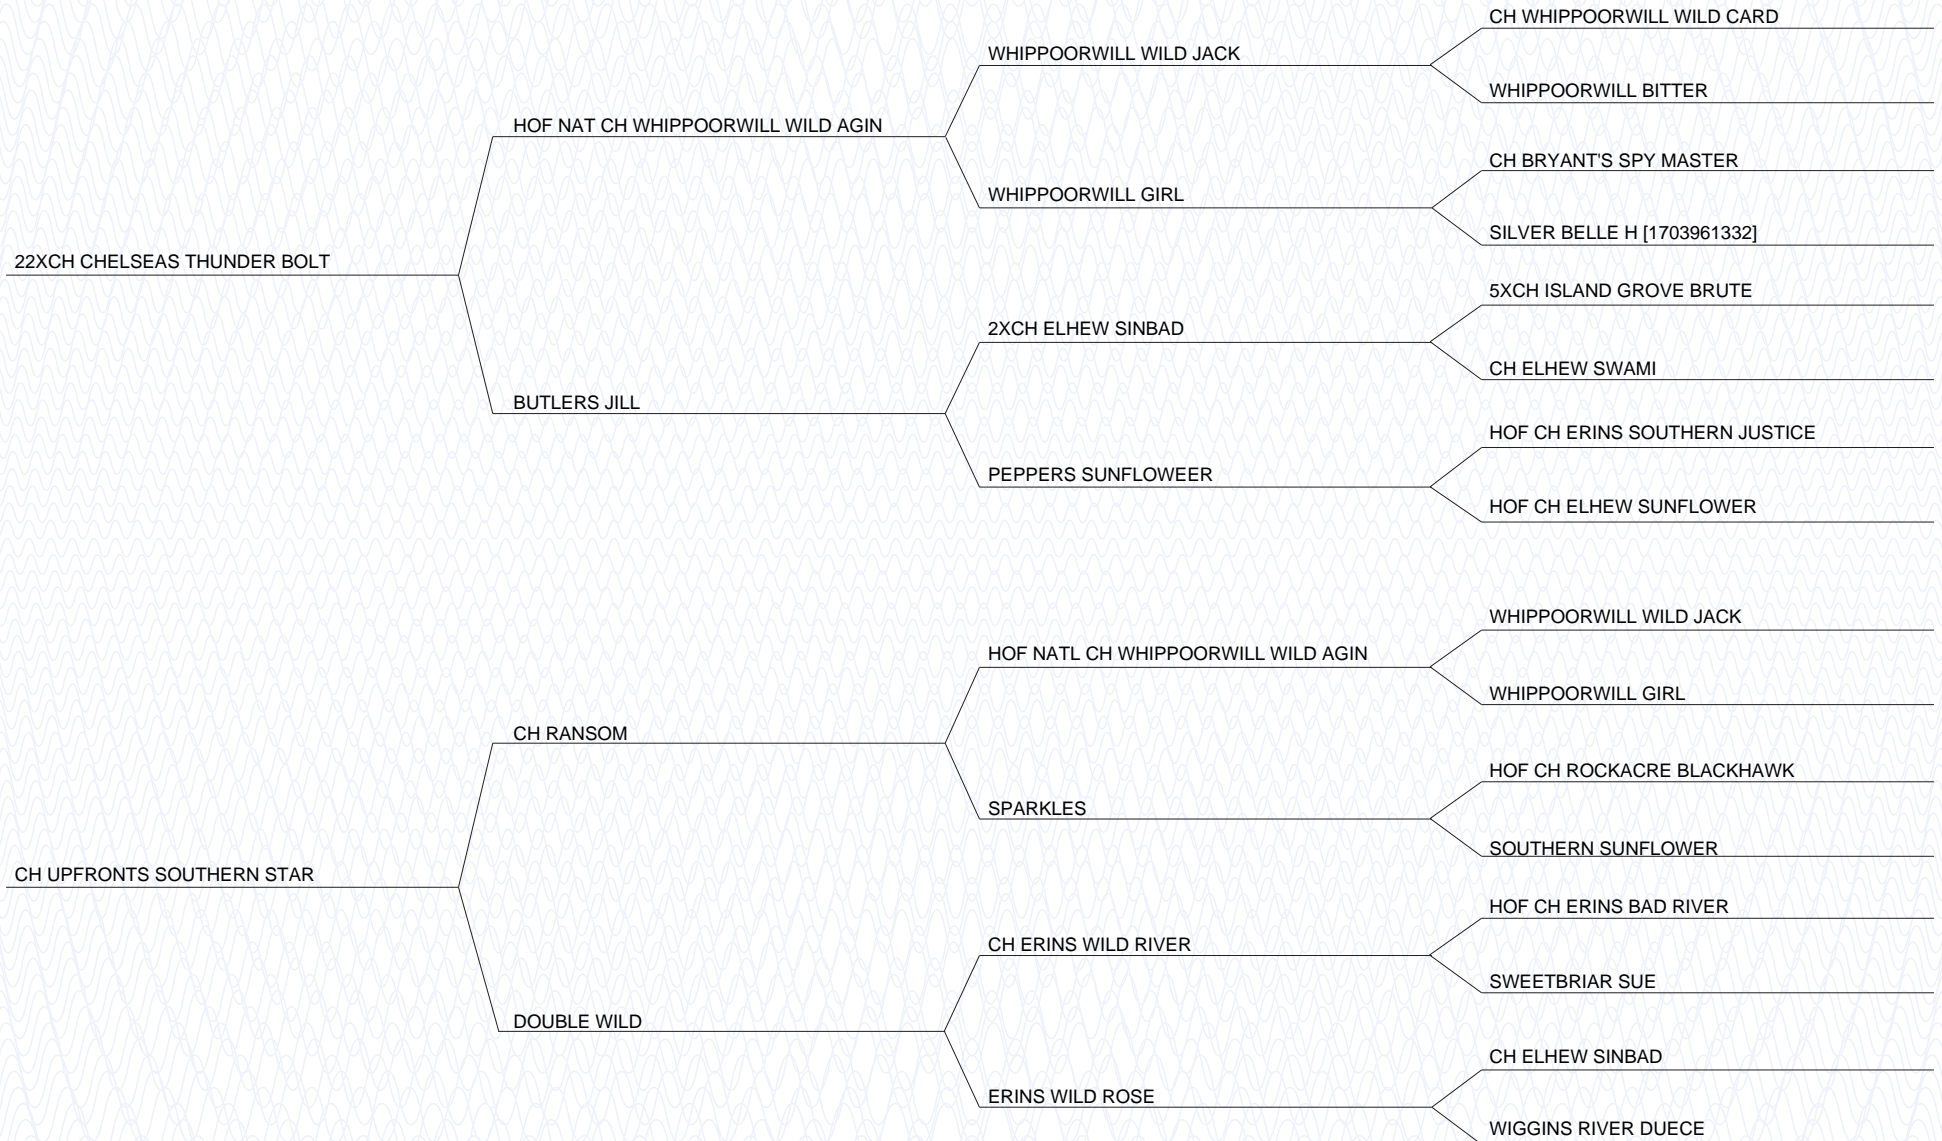 CH WHIPPOORWILL WILD CARD
WHIPPOORWILL WILD JACK
WHIPPOORWILL BITTER
HOF NAT CH WHIPPOORWILL WILD AGIN
CH BRYANT'S SPY MASTER
WHIPPOORWILL GIRL
SILVER BELLE H [1703961332]
22XCH CHELSEAS THUNDER BOLT
5XCH ISLAND GROVE BRUTE
2XCH ELHEW SINBAD
CH ELHEW SWAMI
BUTLERS JILL
HOF CH ERINS SOUTHERN JUSTICE
PEPPERS SUNFLOWEER
HOF CH ELHEW SUNFLOWER
WHIPPOORWILL WILD JACK
HOF NATL CH WHIPPOORWILL WILD AGIN
WHIPPOORWILL GIRL
CH RANSOM
HOF CH ROCKACRE BLACKHAWK
SPARKLES
SOUTHERN SUNFLOWER
CH UPFRONTS SOUTHERN STAR
HOF CH ERINS BAD RIVER
CH ERINS WILD RIVER
SWEETBRIAR SUE
DOUBLE WILD
CH ELHEW SINBAD
ERINS WILD ROSE
WIGGINS RIVER DUECE